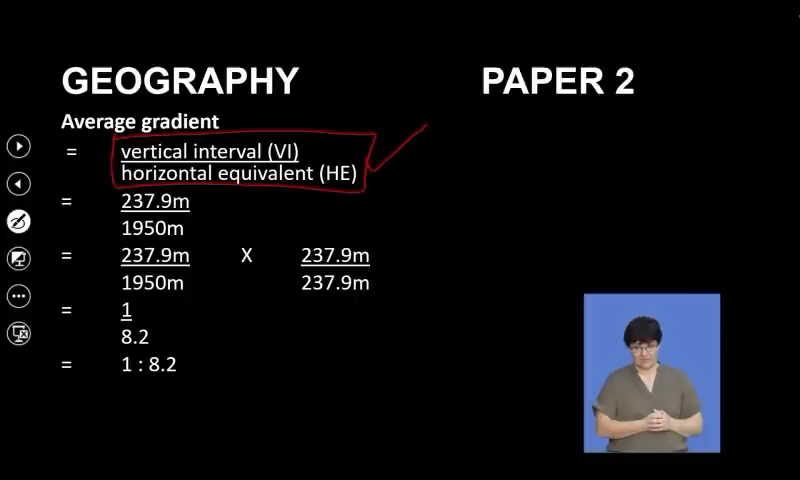 GEOGRAPHY PAPER 2
Average gradient
= vertical interval (VI)
horizontal equivalent (HE)
= 237.9m
1950m
= 237.9m X 237.9m
1950m 237.9m
= 1
8.2
= 1 : 8.2